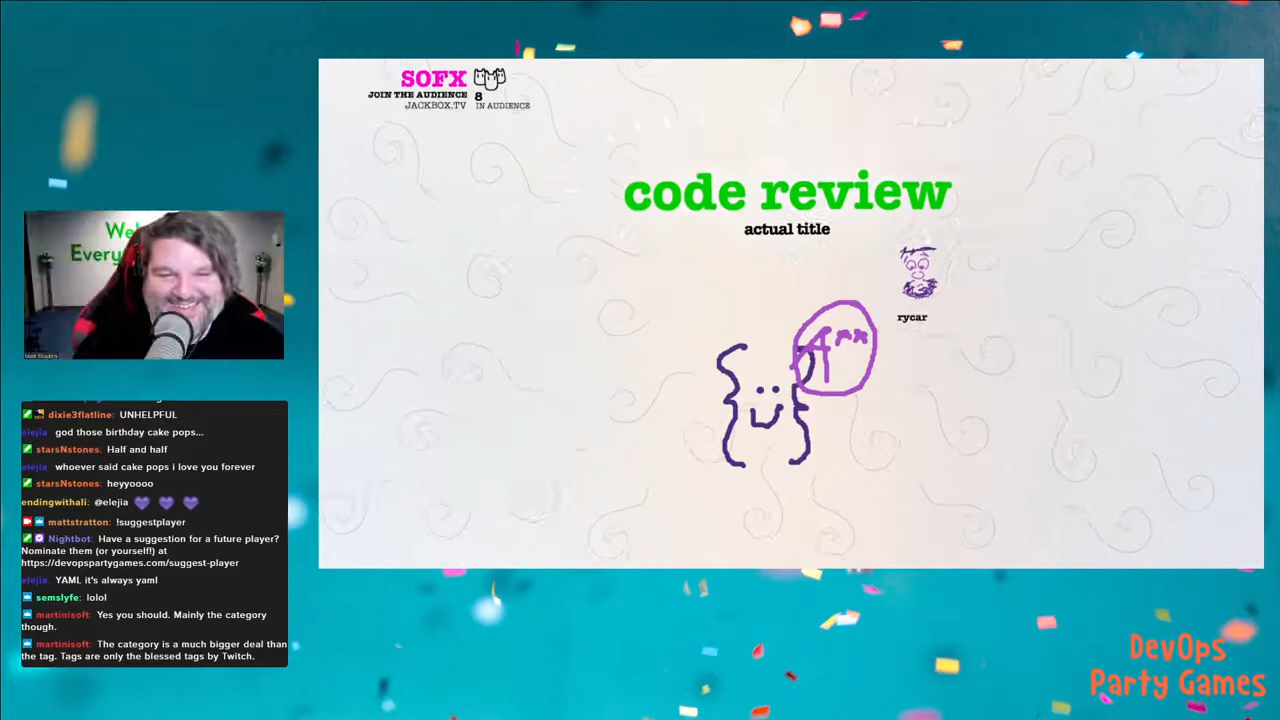 SOFX
JOIN THE AUDIENCE
JACKBOX.TV
8
IN AUDIENCE
code review
actual title
rycar
dixie3flatline: UNHELPFUL
elejia god those birthday cake pops...
starsNstones: Half and half
elejia whoever said cake pops i love you forever
starsNstones: heyyoooo
endingwithali: @elejia
mattstratton: !suggestplayer
Nightbot: Have a suggestion for a future player?
Nominate them (or yourself!) at
https://devopspartygames.com/suggest-player
elejia YAML it's always yaml
semslyfe: lolol
martinisoft: Yes you should. Mainly the category
though.
martinisoft: The category is a much bigger deal than
the tag. Tags are only the blessed tags by Twitch.
DevOps
Party Games